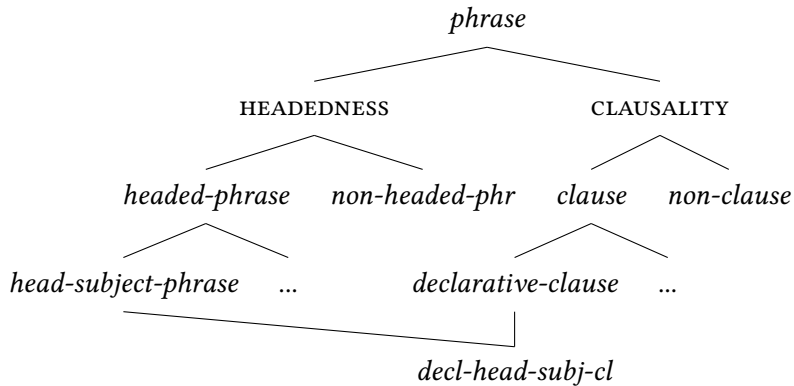 phrase
HEADEDNESS CLAUSALITY
headed-phrase non-headed-phr clause non-clause
head-subject-phrase ... declarative-clause ...
decl-head-subj-cl